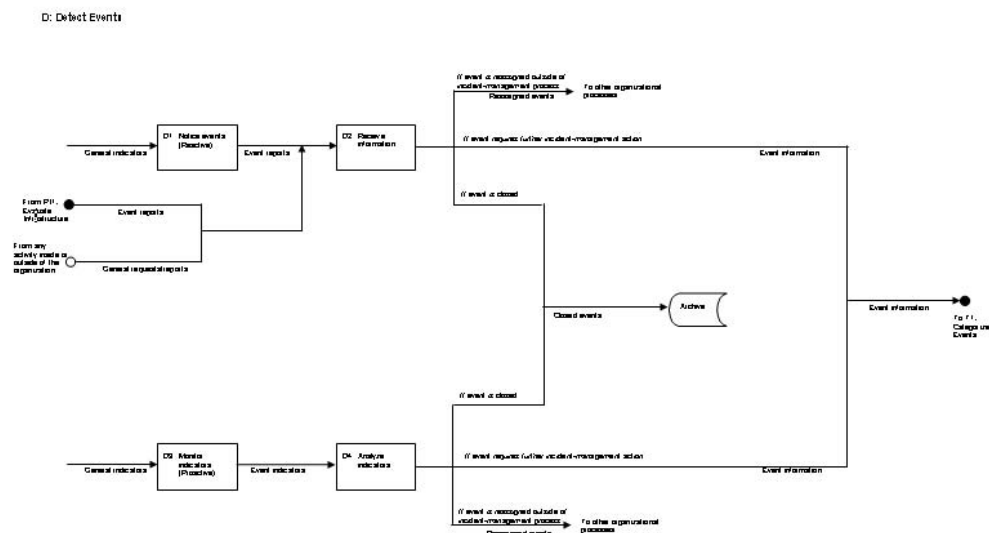 D: Detect Events
If event is reassigned outside of
incident-management process
Reassigned events
To other organizational
processes
D1 Notice events
(Reactive)
D2 Receive
information
If event requires further incident-management action
General indicators
Event reports
Event information
From PI1,
Evaluate
Infrastructure
Event reports
If event is closed
From any
activity inside or
outside of the
organization
General requests/reports
Archive
Closed events
Event information
To T1,
Categorize
Events
If event is closed
D3 Monitor
indicators
(Proactive)
D4 Analyze
indicators
If event requires further incident-management action
General indicators
Event indicators
Event information
If event is reassigned outside of
incident-management process
To other organizational
processes